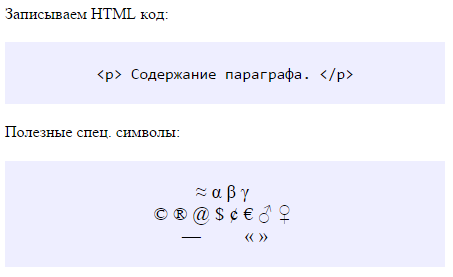 Записываем HTML код:
<p> Содержание параграфа. </p>
Полезные спец. символы:
≈ α β γ
© ® @ $ ¢ € ♂ ♀
— « »